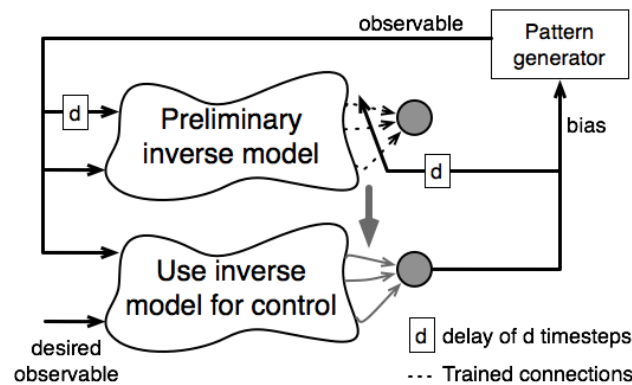 observable
Pattern
generator
d
Preliminary
inverse model
bias
d
Use inverse
model for control
desired
observable
d delay of d timesteps
Trained connections